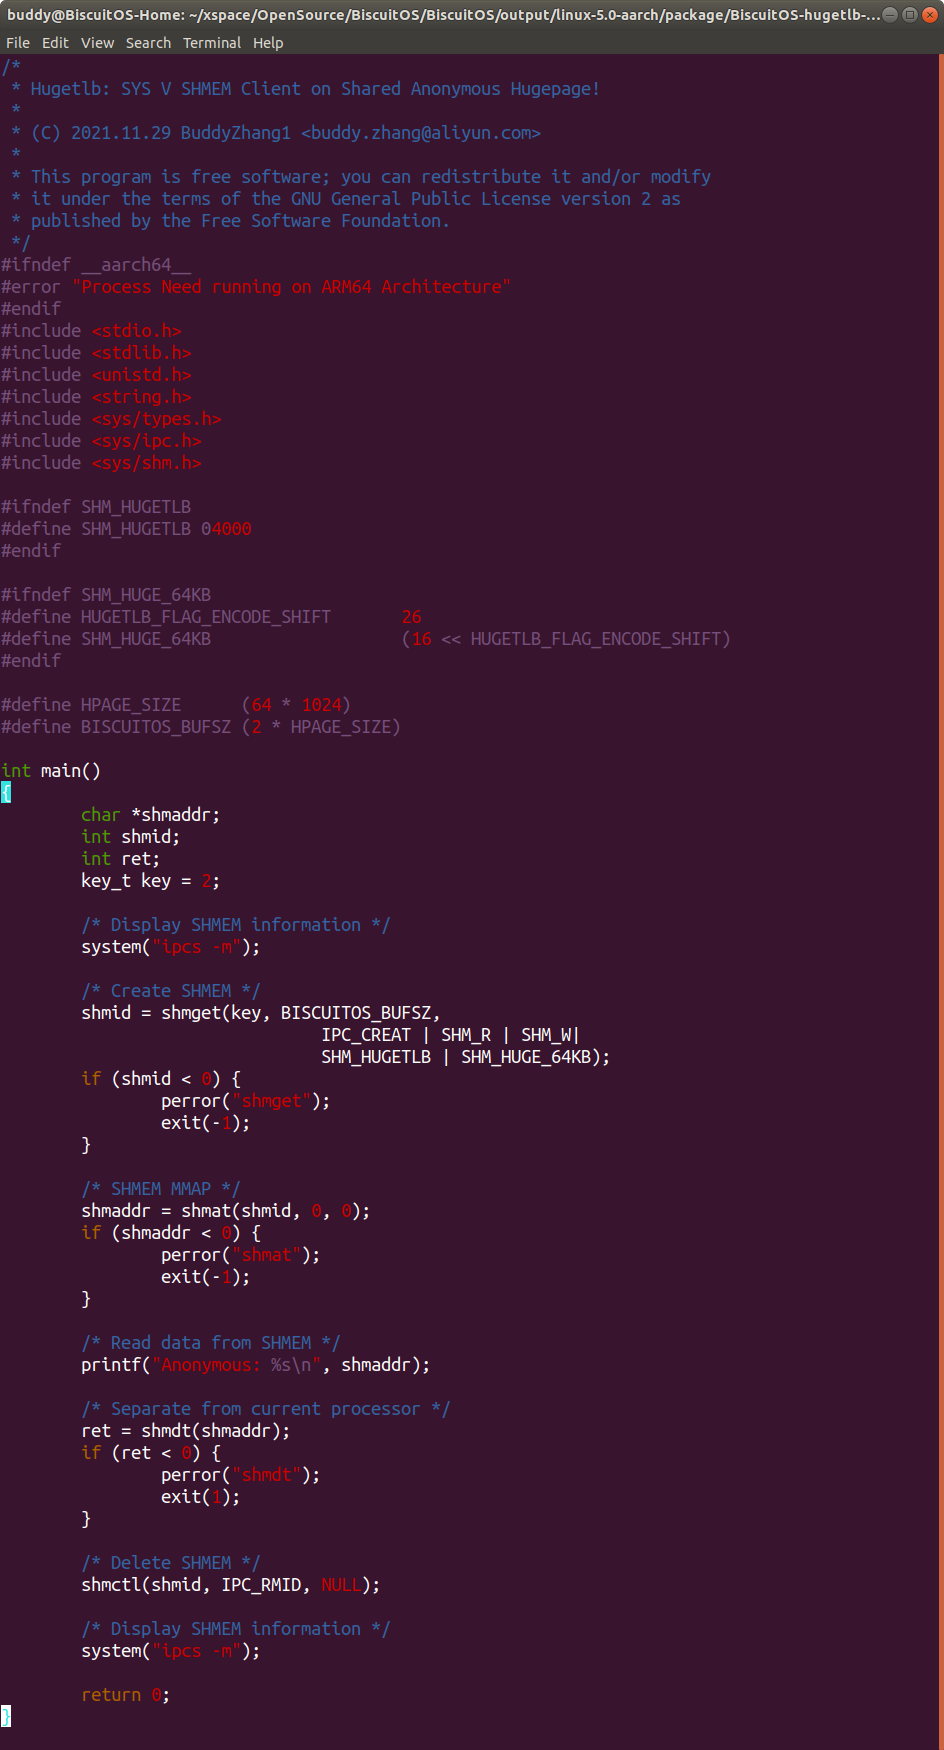 buddy@BiscuitOS-Home: ~/xspace/OpenSource/BiscuitOS/BiscuitOS/output/linux-5.0-aarch/package/BiscuitOS-hugetlb-...
File Edit View Search Terminal Help
/*
 * Hugetlb: SYS V SHMEM Client on Shared Anonymous Hugepage!
 *
 * (C) 2021.11.29 BuddyZhang1 <buddy.zhang@aliyun.com>
 *
 * This program is free software; you can redistribute it and/or modify
 * it under the terms of the GNU General Public License version 2 as
 * published by the Free Software Foundation.
 */
#ifndef __aarch64__
#error "Process Need running on ARM64 Architecture"
#endif
#include <stdio.h>
#include <stdlib.h>
#include <unistd.h>
#include <string.h>
#include <sys/types.h>
#include <sys/ipc.h>
#include <sys/shm.h>

#ifndef SHM_HUGETLB
#define SHM_HUGETLB 04000
#endif

#ifndef SHM_HUGE_64KB
#define HUGETLB_FLAG_ENCODE_SHIFT       26
#define SHM_HUGE_64KB                   (16 << HUGETLB_FLAG_ENCODE_SHIFT)
#endif

#define HPAGE_SIZE      (64 * 1024)
#define BISCUITOS_BUFSZ (2 * HPAGE_SIZE)

int main()
{
        char *shmaddr;
        int shmid;
        int ret;
        key_t key = 2;

        /* Display SHMEM information */
        system("ipcs -m");

        /* Create SHMEM */
        shmid = shmget(key, BISCUITOS_BUFSZ,
                                IPC_CREAT | SHM_R | SHM_W|
                                SHM_HUGETLB | SHM_HUGE_64KB);
        if (shmid < 0) {
                perror("shmget");
                exit(-1);
        }

        /* SHMEM MMAP */
        shmaddr = shmat(shmid, 0, 0);
        if (shmaddr < 0) {
                perror("shmat");
                exit(-1);
        }

        /* Read data from SHMEM */
        printf("Anonymous: %s\n", shmaddr);

        /* Separate from current processor */
        ret = shmdt(shmaddr);
        if (ret < 0) {
                perror("shmdt");
                exit(1);
        }

        /* Delete SHMEM */
        shmctl(shmid, IPC_RMID, NULL);

        /* Display SHMEM information */
        system("ipcs -m");

        return 0;
}